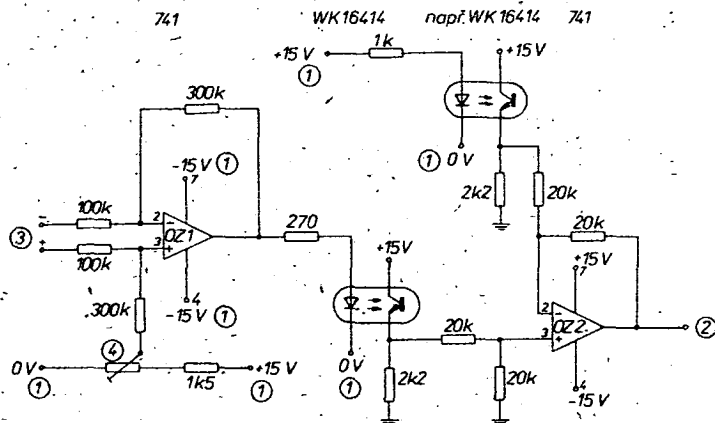 741
WK16414
např. WK16414
741
+15 V
1k
+15 V
①
300k
① 0 V
-15 V ①
7
2k2
20k
③
-
100k
2
OZ1
+
100k
3
270
20k
+15 V
+15 V
7
4
-15 V ①
300k
2
OZ2
3
②
20k
4
-15 V
④
0 V
①
1k5
+15 V
①
0 V
①
2k2
20k